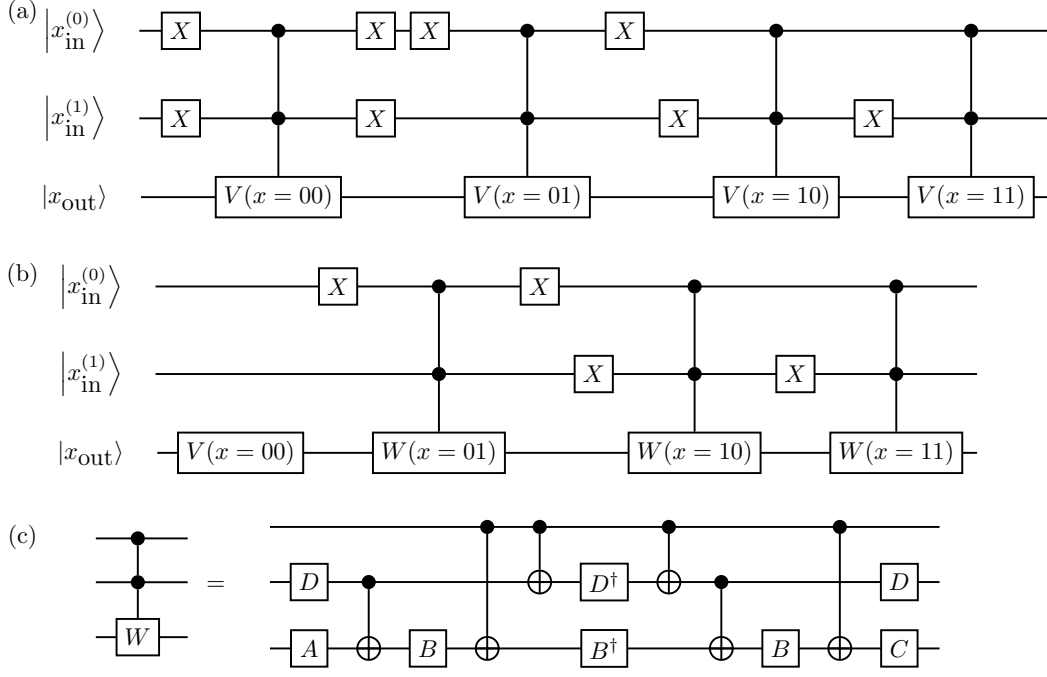 (a)
|x_in^(0)⟩ X X X X
|x_in^(1)⟩ X X X X
|x_out⟩ V(x = 00) V(x = 01) V(x = 10) V(x = 11)
(b)
|x_in^(0)⟩ X X
|x_in^(1)⟩ X X
|x_out⟩ V(x = 00) W(x = 01) W(x = 10) W(x = 11)
(c)
= D D† D
W A B B† B C